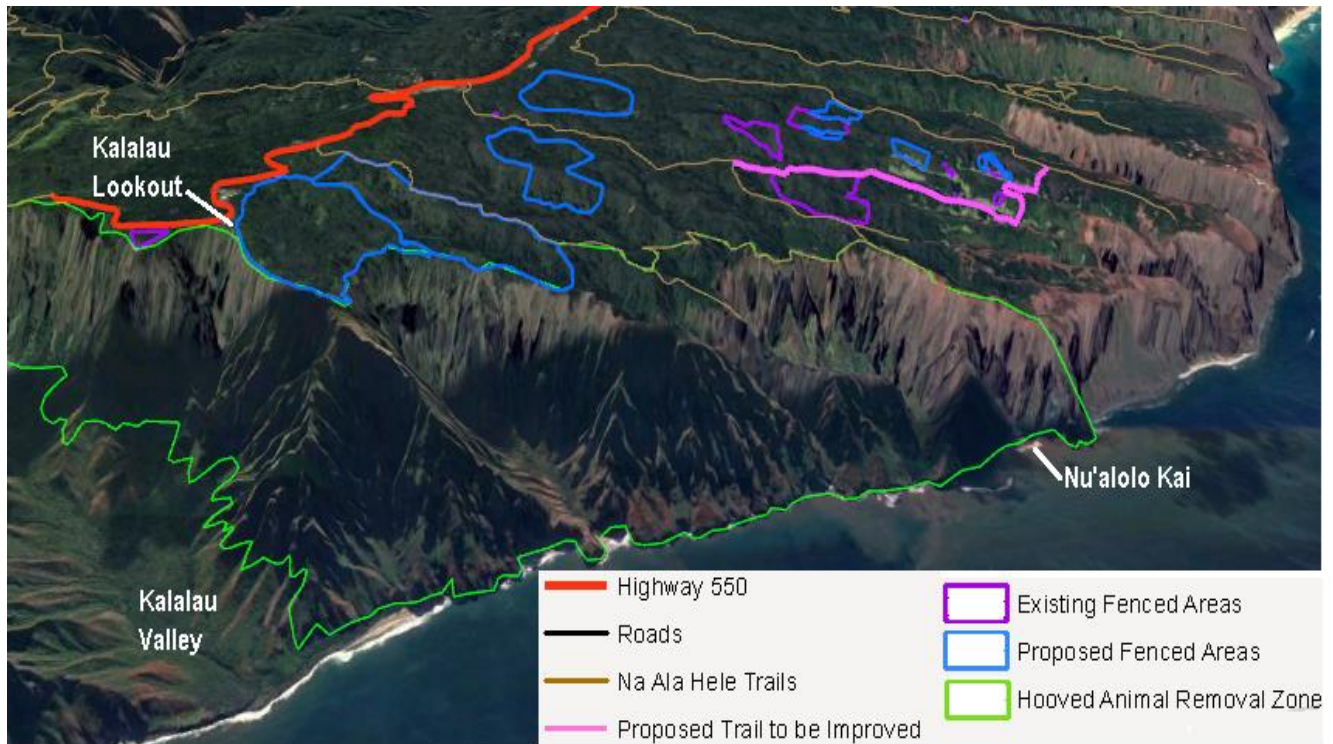 Kalalau
Lookout
Nu'alolo Kai
Kalalau
Valley
Highway 550
Roads
Na Ala Hele Trails
Proposed Trail to be Improved
Existing Fenced Areas
Proposed Fenced Areas
Hooved Animal Removal Zone